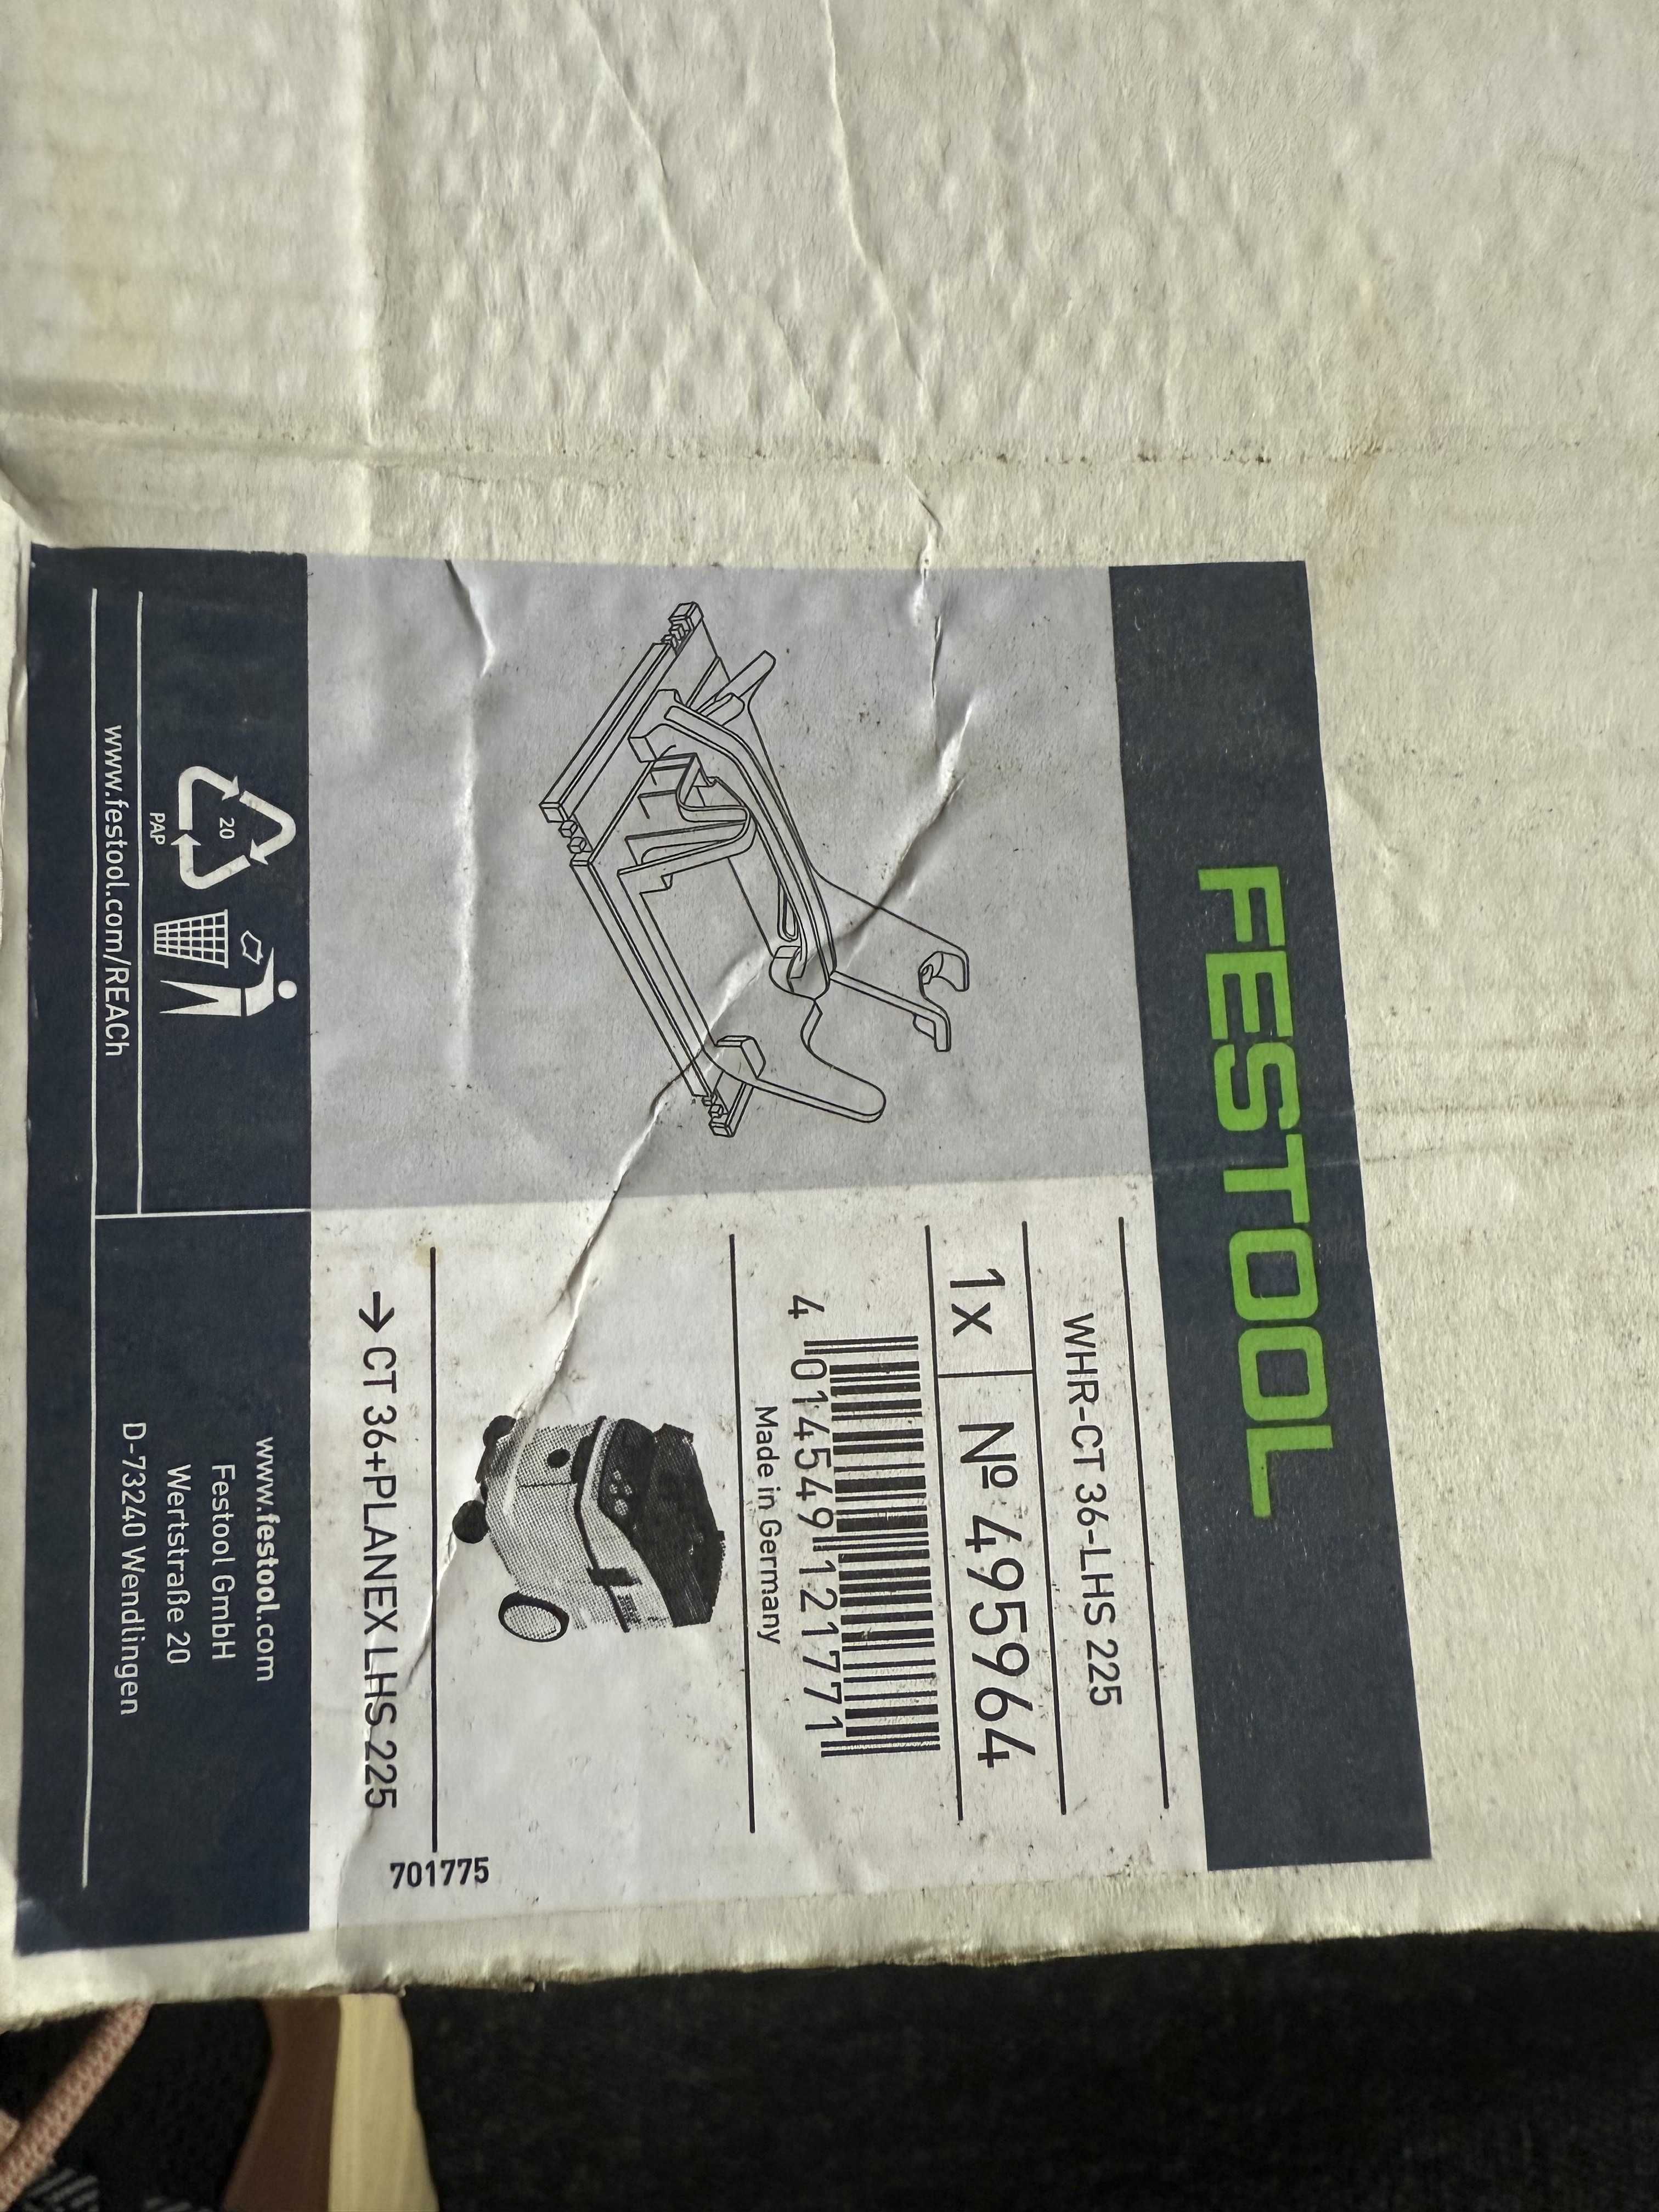 FESTOOL
WHR-CT 36-LHS 225
1x
Nº 495964
4 014549 121771
Made in Germany
→ CT 36+PLANEX LHS 225
701775
20
PAP
www.festool.com/REACh
www.festool.com
Festool GmbH
Wertstraße 20
D-73240 Wendlingen